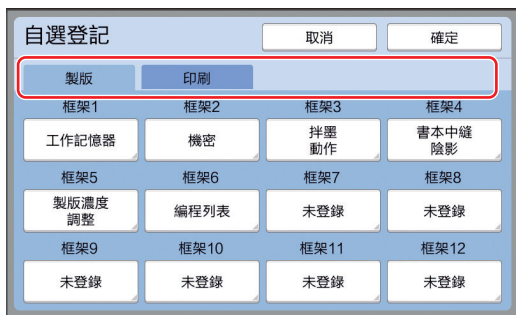 自選登記 取消 確定
製版 印刷
框架1 框架2 框架3 框架4
工作記憶器 機密 拌墨動作 書本中縫陰影
框架5 框架6 框架7 框架8
製版濃度調整 編程列表 未登錄 未登錄
框架9 框架10 框架11 框架12
未登錄 未登錄 未登錄 未登錄